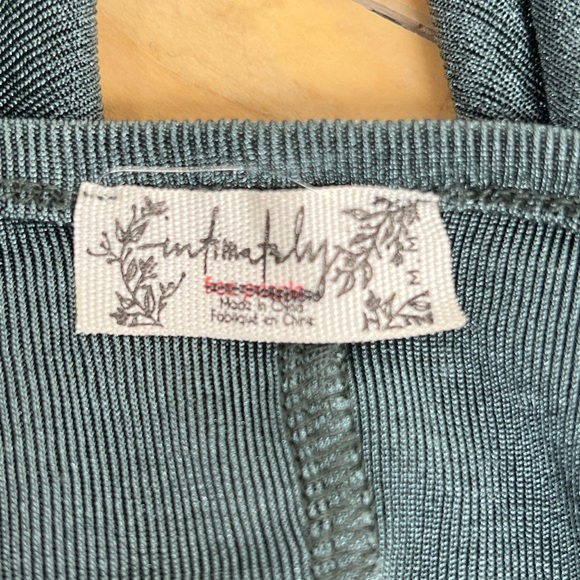 intimately
free people
Made in China
Fabriqué en Chine
M M